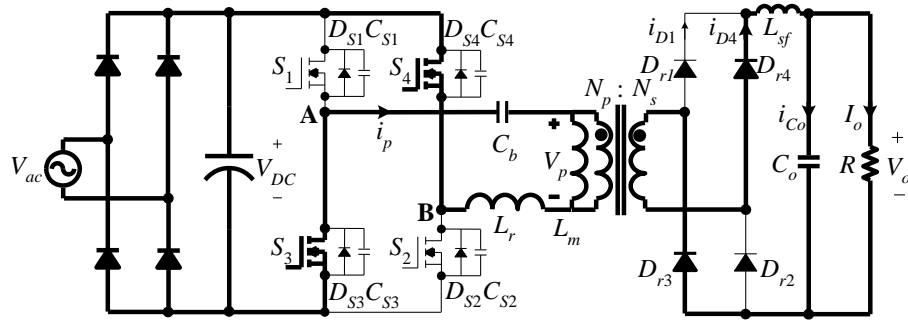 D_{S1} C_{S1}
D_{S4} C_{S4}
i_{D1}
i_{D4}
L_{sf}
S_1
S_4
D_{r1}
D_{r4}
N_p : N_s
A
i_p
C_b
+
V_p
-
i_{Co}
I_o
V_{ac}
+
V_{DC}
-
C_o
R
+
V_o
-
B
L_r
L_m
S_3
S_2
D_{r3}
D_{r2}
D_{S3} C_{S3}
D_{S2} C_{S2}